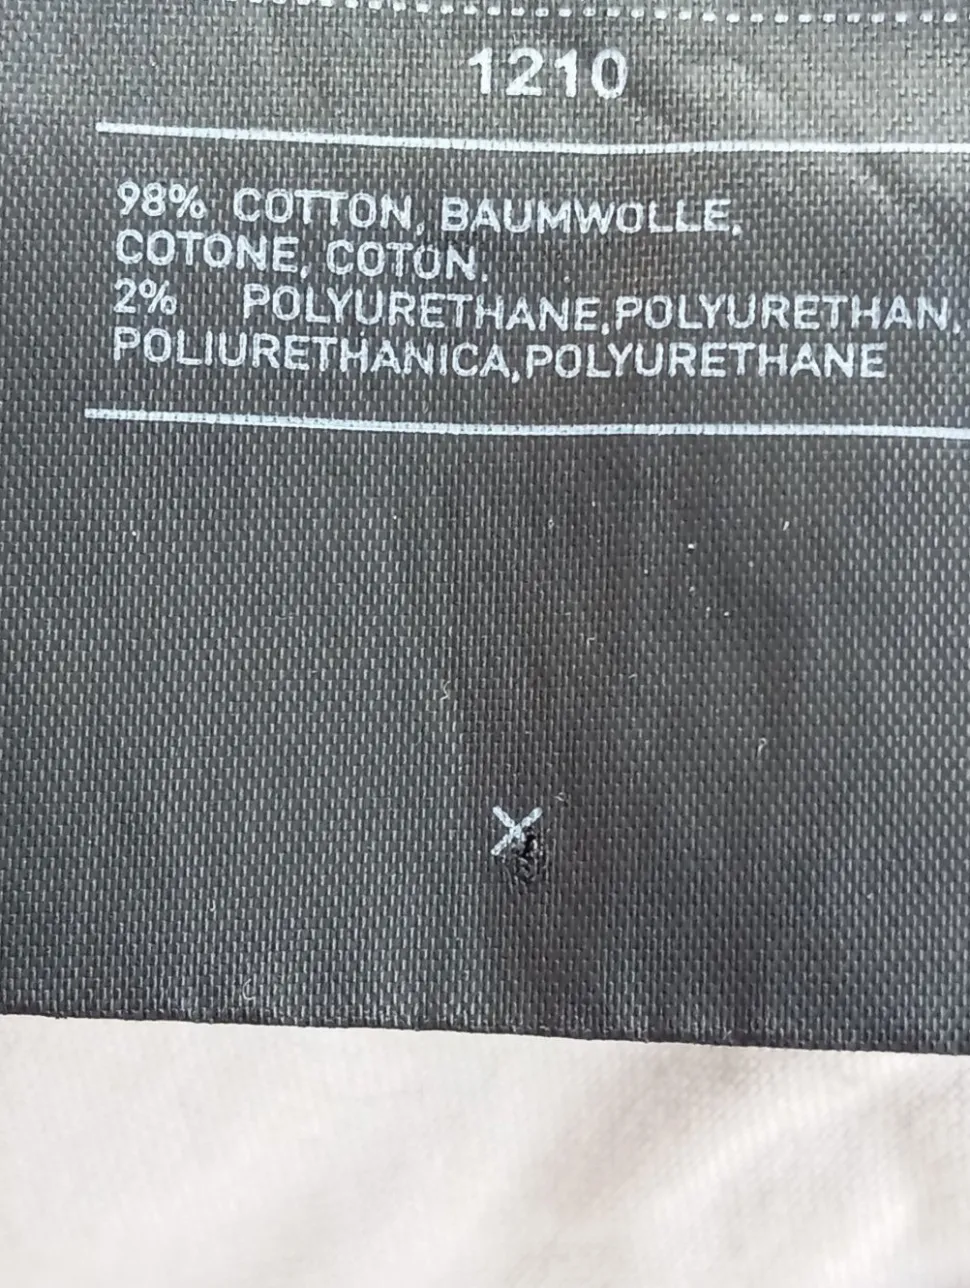 1210
98% COTTON, BAUMWOLLE,
COTONE, COTON,
2% POLYURETHANE,POLYURETHAN,
POLIURETHANICA,POLYURETHANE
X